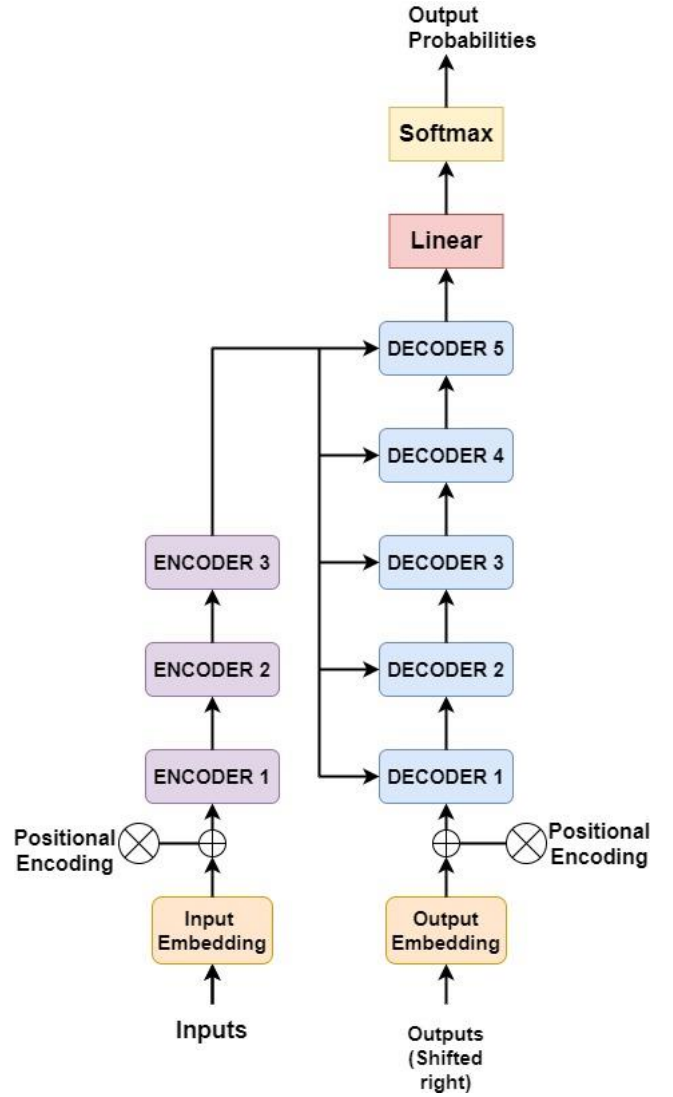 Output
Probabilities
Softmax
Linear
DECODER 5
DECODER 4
ENCODER 3
DECODER 3
ENCODER 2
DECODER 2
ENCODER 1
DECODER 1
Positional
Encoding
Positional
Encoding
Input
Embedding
Output
Embedding
Inputs
Outputs
(Shifted
right)